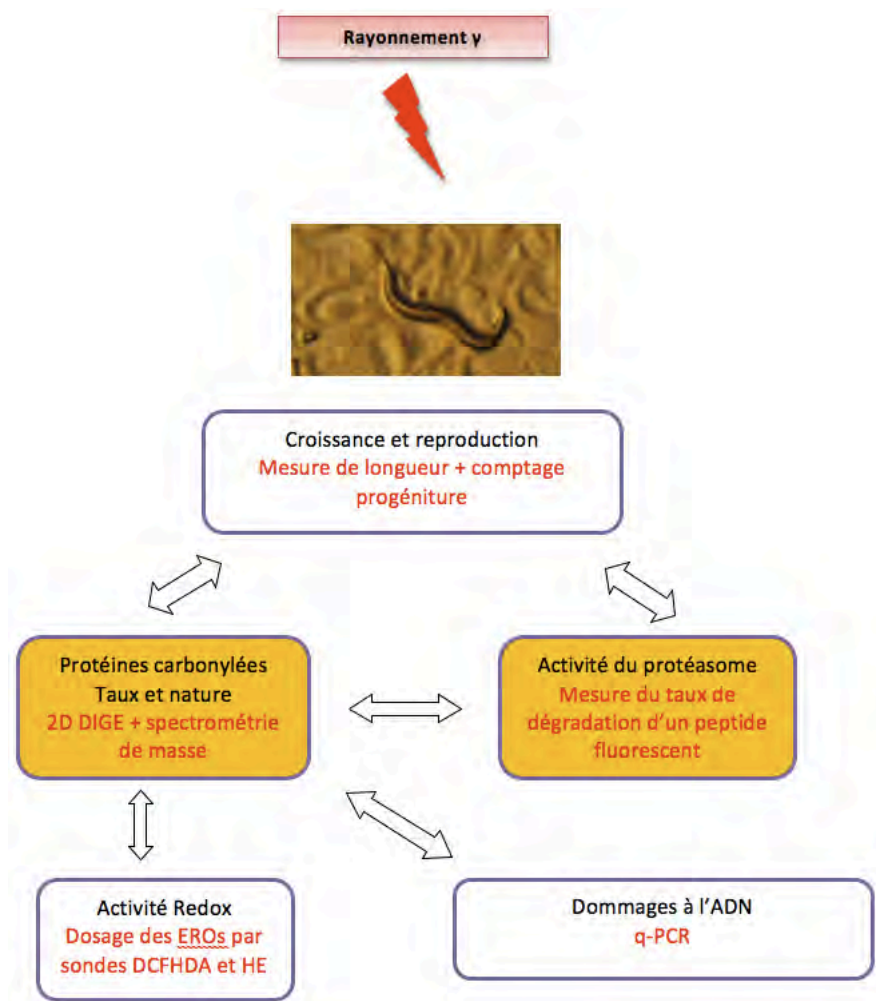 Rayonnement γ
Croissance et reproduction
Mesure de longueur + comptage
progéniture
Protéines carbonylées
Taux et nature
2D DIGE + spectrométrie
de masse
Activité du protéasome
Mesure du taux de
dégradation d’un peptide
fluorescent
Activité Redox
Dosage des EROs par
sondes DCFHDA et HE
Dommages à l’ADN
q-PCR